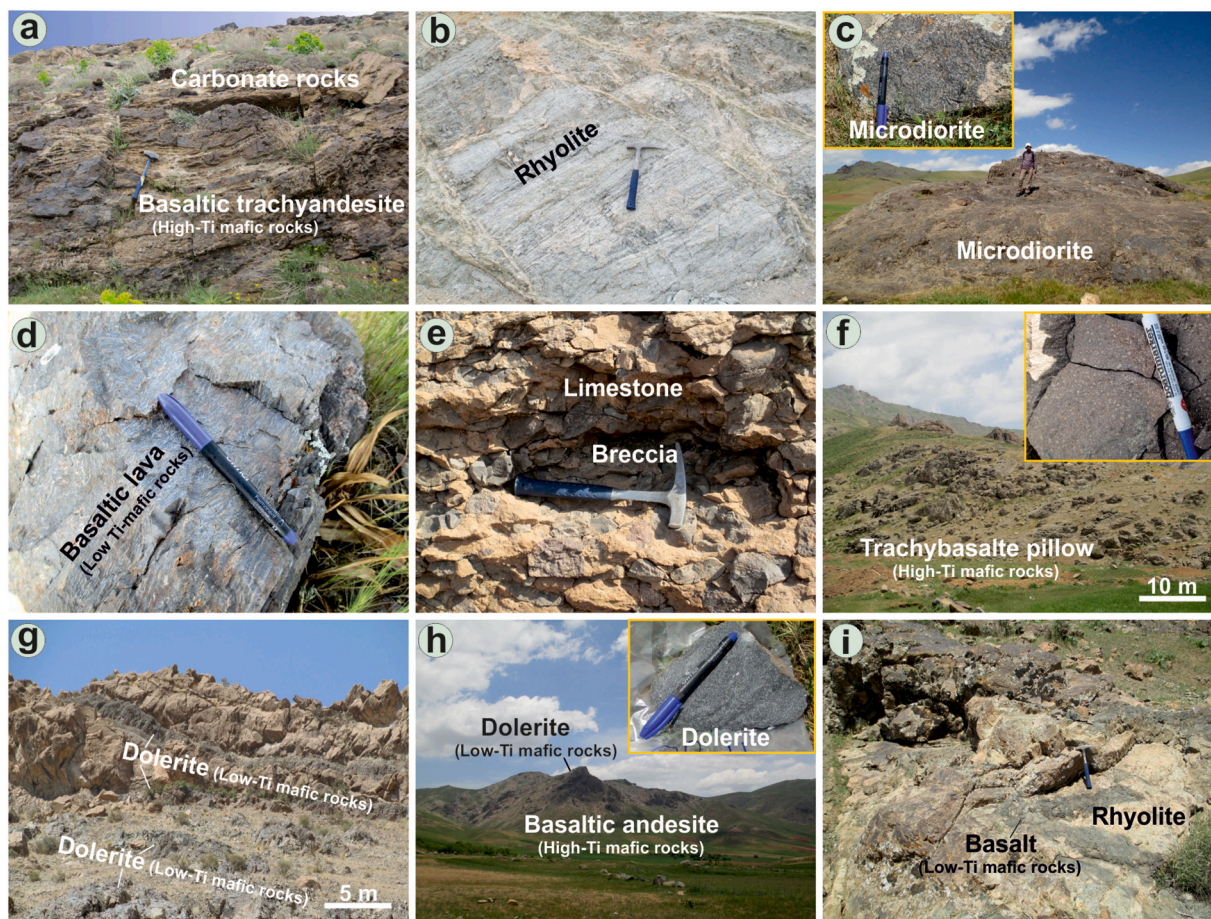 a
Carbonate rocks
Basaltic trachyandesite
(High-Ti mafic rocks)
b
Rhyolite
c
Microdiorite
Microdiorite
d
Basaltic lava
(Low Ti-mafic rocks)
e
Limestone
Breccia
f
Trachybasalte pillow
(High-Ti mafic rocks)
10 m
g
Dolerite (Low-Ti mafic rocks)
Dolerite (Low-Ti mafic rocks)
5 m
h
Dolerite
(Low-Ti mafic rocks)
Dolerite
Basaltic andesite
(High-Ti mafic rocks)
i
Rhyolite
Basalt
(Low-Ti mafic rocks)